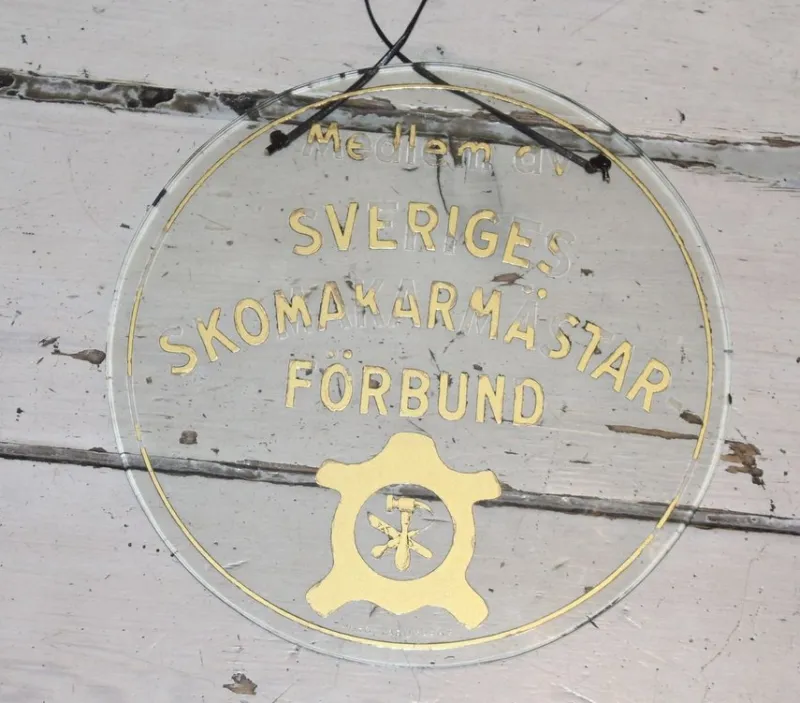 Medlem av
SVERIGES
SKOMAKARMÄSTAR
FÖRBUND